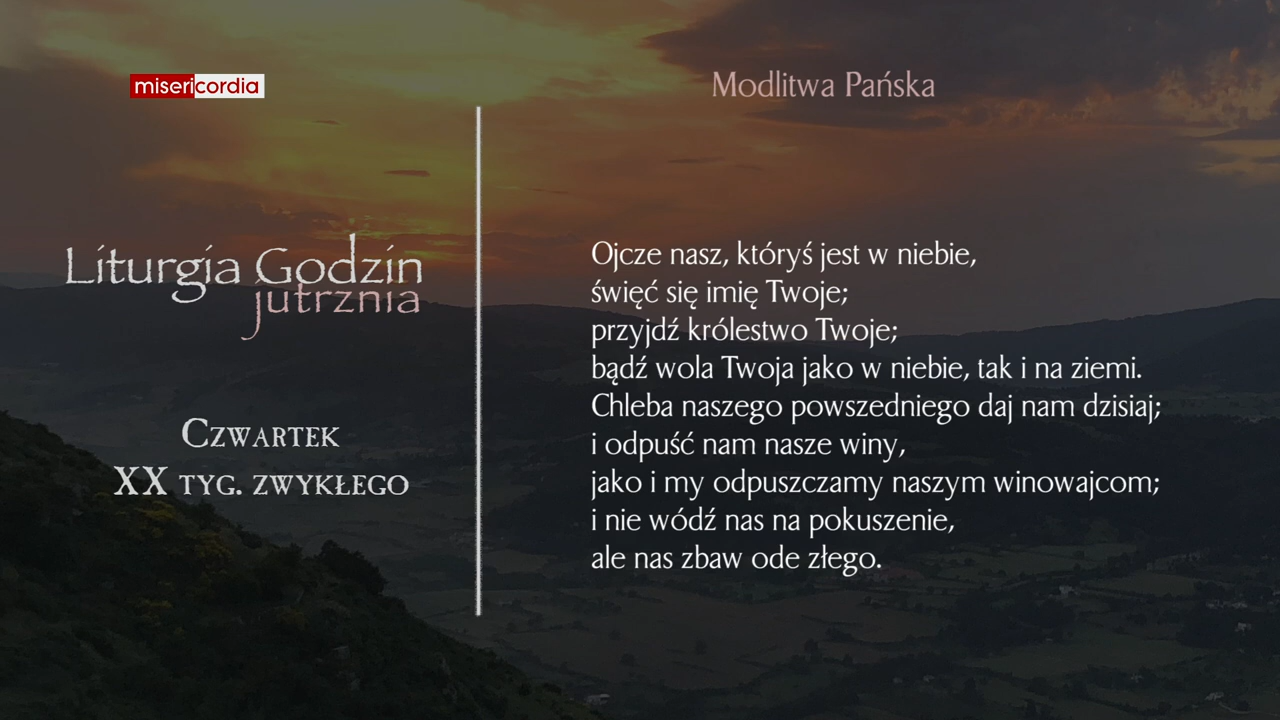 misericordia
Liturgia Godzin
jutrznia
Czwartek
XX tyg. zwykłego
Modlitwa Pańska
Ojcze nasz, któryś jest w niebie,
święć się imię Twoje;
przyjdź królestwo Twoje;
bądź wola Twoja jako w niebie, tak i na ziemi.
Chleba naszego powszedniego daj nam dzisiaj;
i odpuść nam nasze winy,
jako i my odpuszczamy naszym winowajcom;
i nie wódź nas na pokuszenie,
ale nas zbaw ode złego.